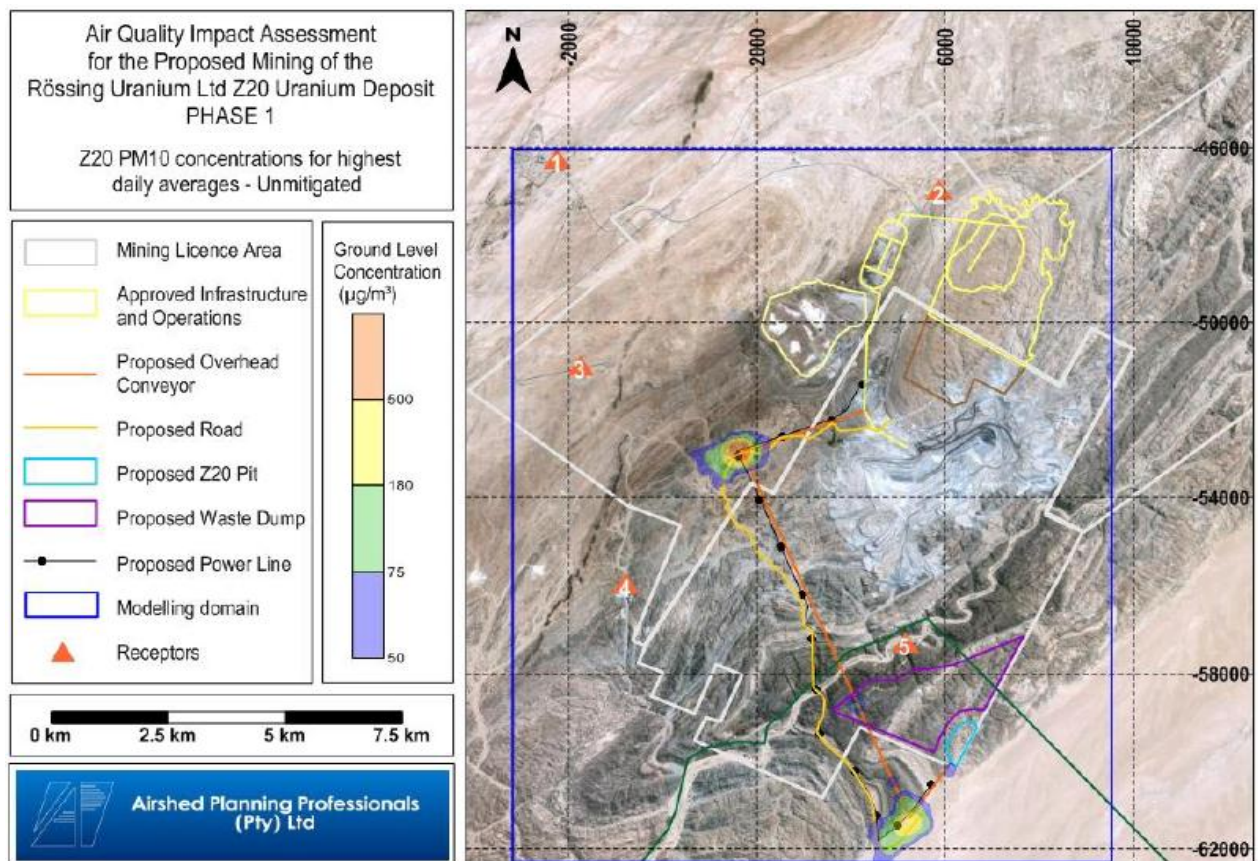 Air Quality Impact Assessment
for the Proposed Mining of the
Rössing Uranium Ltd Z20 Uranium Deposit
PHASE 1
Z20 PM10 concentrations for highest
daily averages - Unmitigated
Mining Licence Area
Approved Infrastructure
and Operations
Proposed Overhead
Conveyor
Proposed Road
Proposed Z20 Pit
Proposed Waste Dump
Proposed Power Line
Modelling domain
Receptors
Ground Level
Concentration
(µg/m³)
500
180
75
50
0 km 2.5 km 5 km 7.5 km
Airshed Planning Professionals
(Pty) Ltd
N
-2000 2000 6000 10000
-46000
1
2
-50000
3
-54000
4
5
-58000
-62000